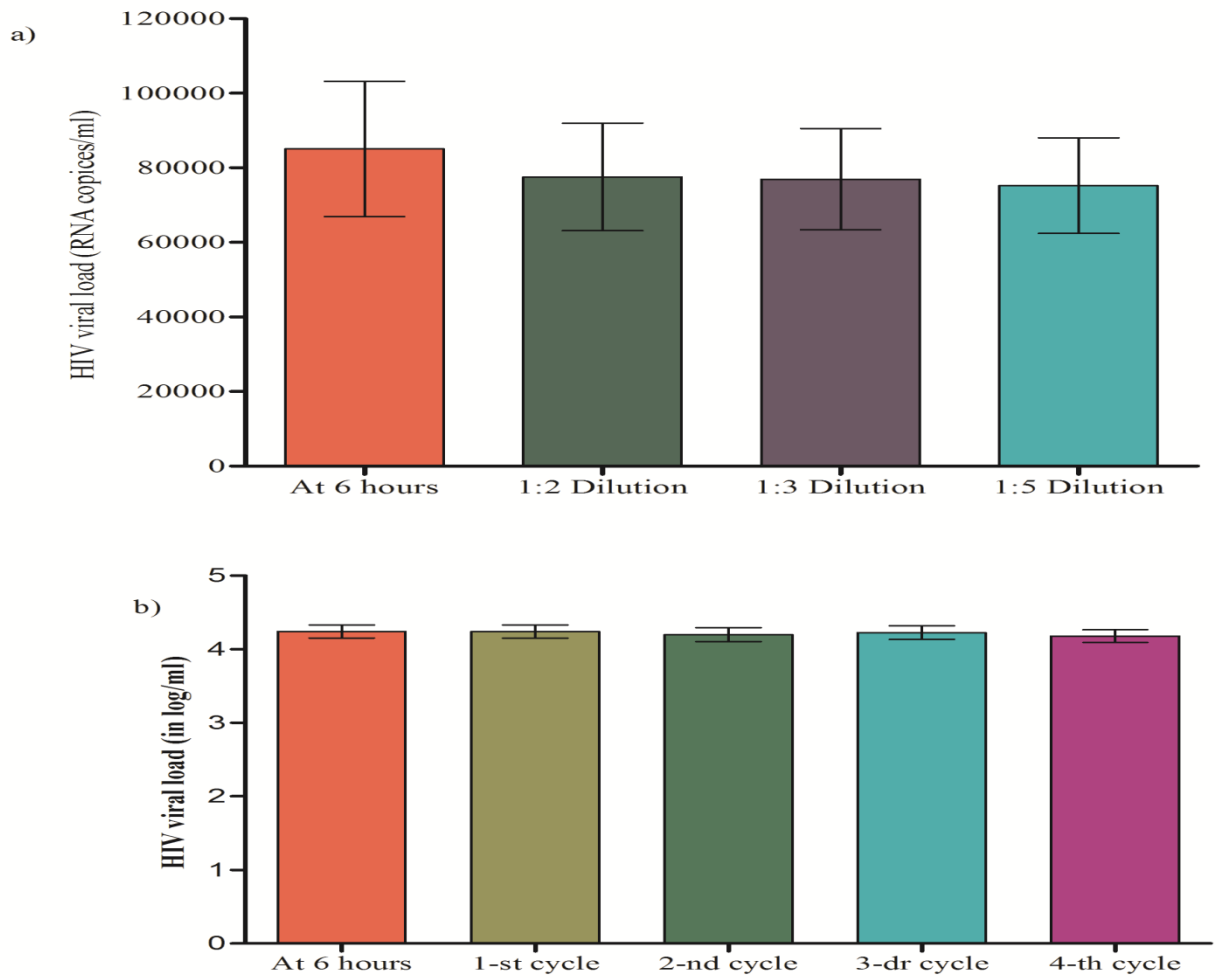 a)
HIV viral load (RNA copices/ml)
120000
100000
80000
60000
40000
20000
0
At 6 hours
1:2 Dilution
1:3 Dilution
1:5 Dilution
b)
HIV viral load (in log/ml)
5
4
3
2
1
0
At 6 hours
1-st cycle
2-nd cycle
3-dr cycle
4-th cycle